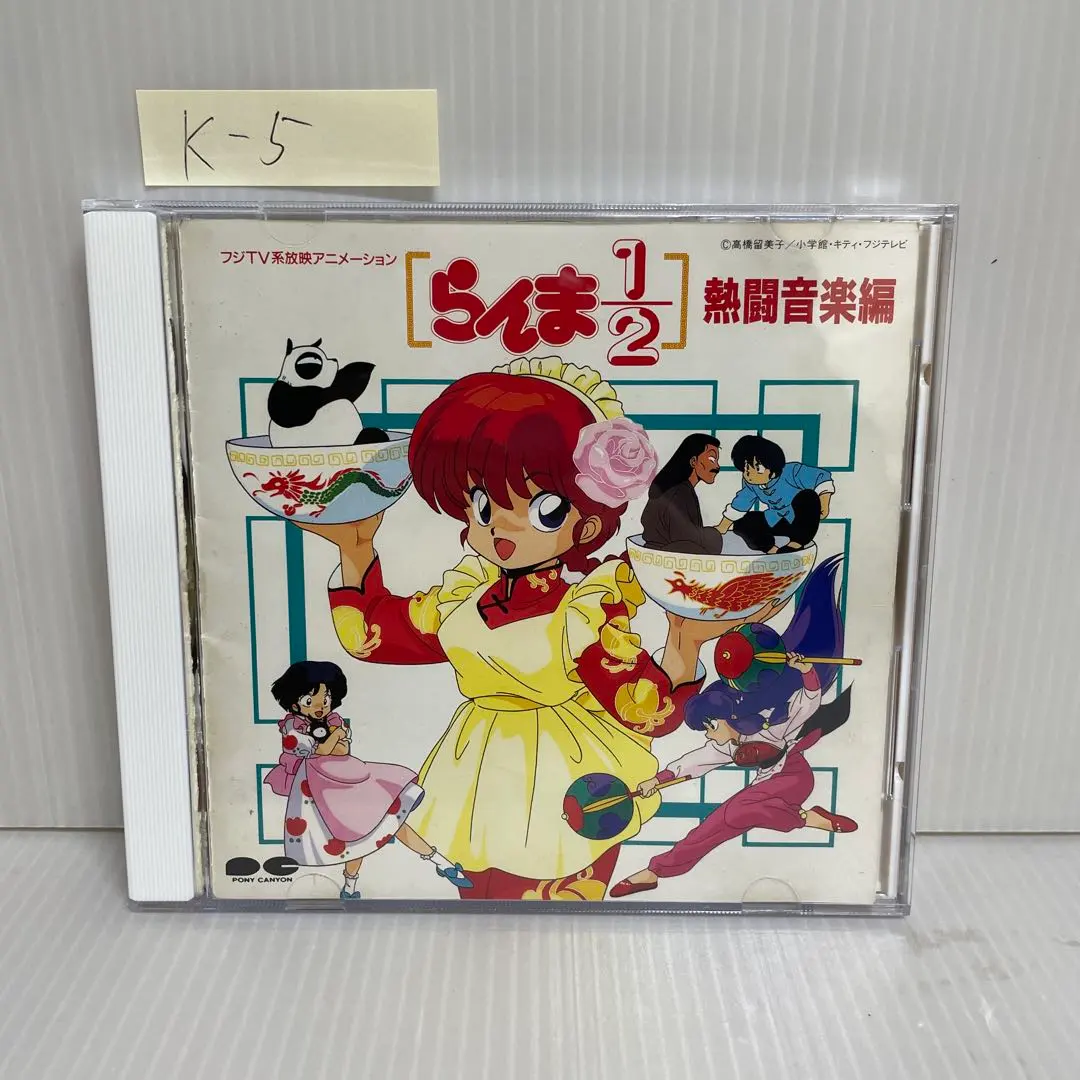 K-5
フジTV系放映アニメーション
©高橋留美子／小学館・キティ・フジテレビ
[らんま1/2]
熱闘音楽編
PONY CANYON